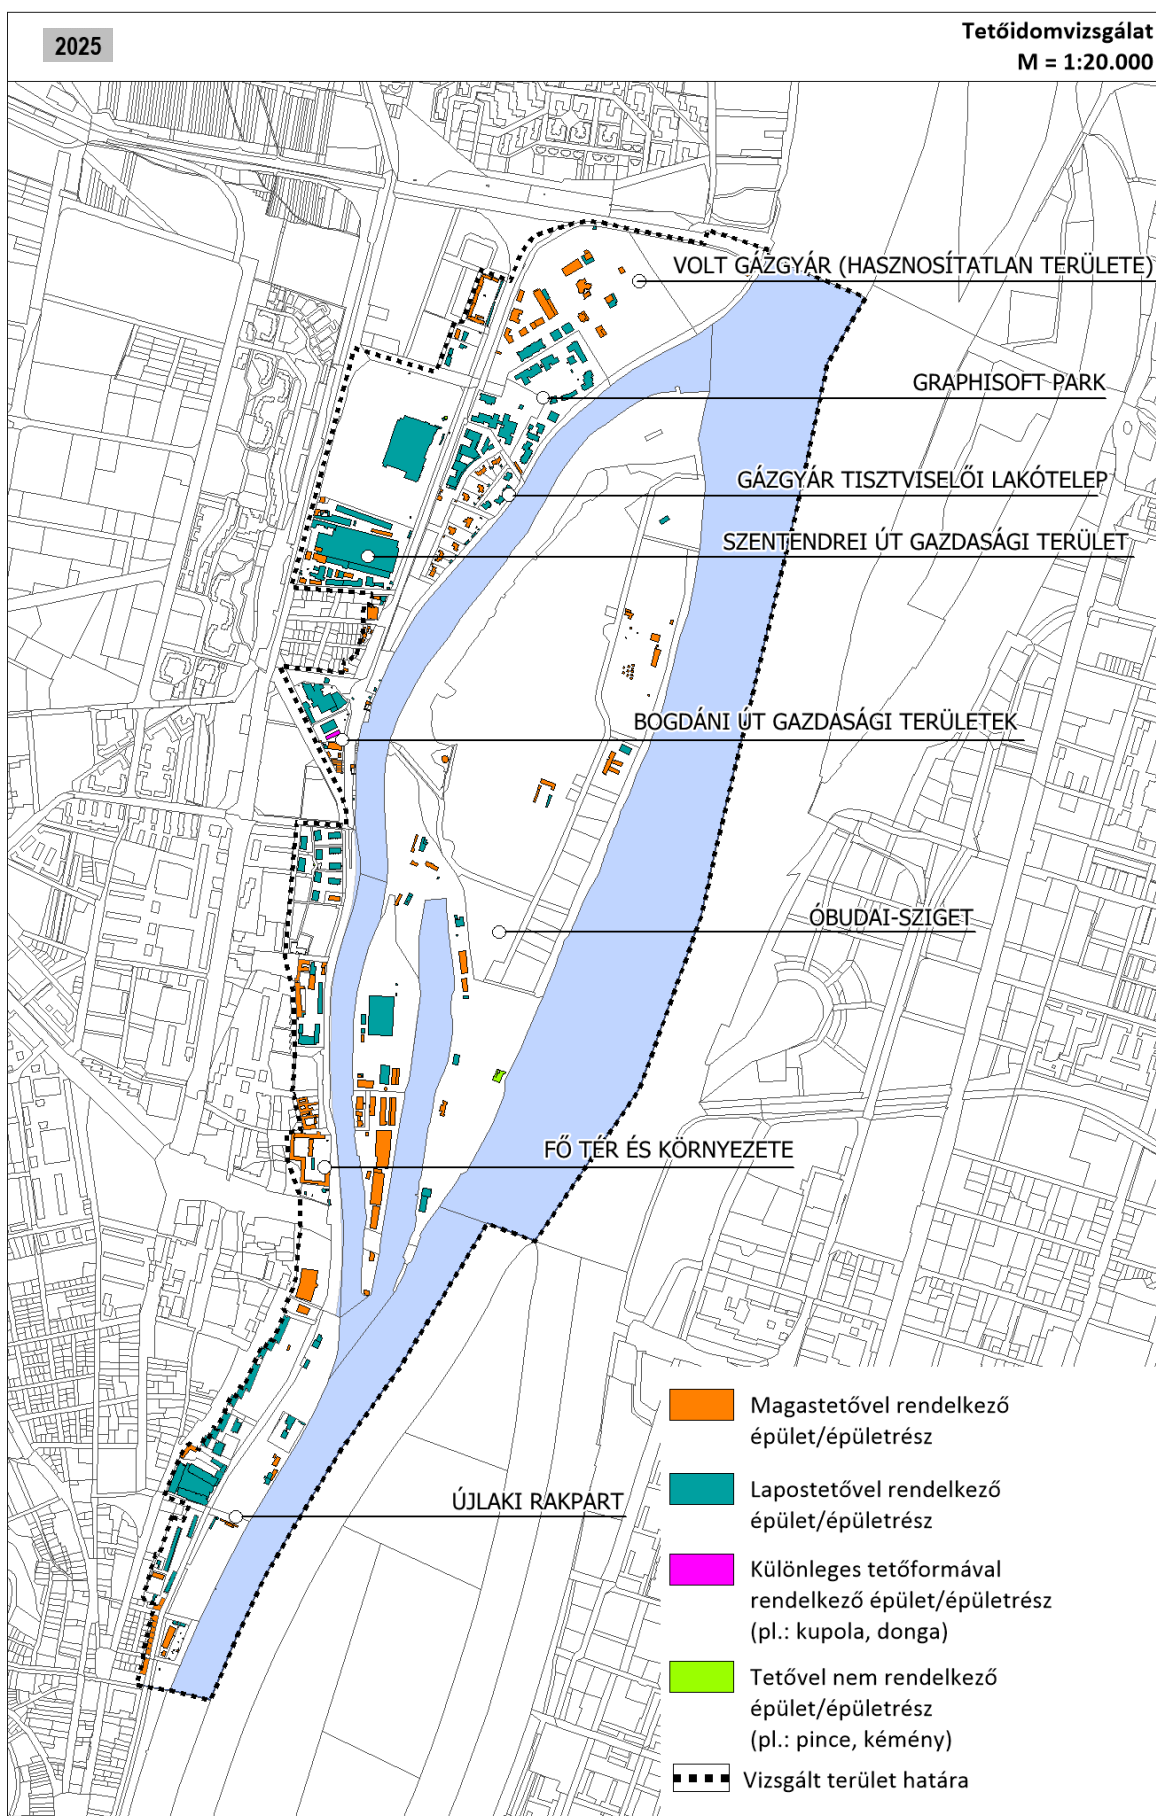 2025
Tetőidomvizsgálat
M = 1:20.000
VOLT GÁZGYÁR (HASZNOSÍTATLAN TERÜLETE)
GRAPHISOFT PARK
GÁZGYÁR TISZTVISELŐI LAKÓTELEP
SZENTENDREI ÚT GAZDASÁGI TERÜLET
BOGDÁNI ÚT GAZDASÁGI TERÜLETEK
ÓBUDAI-SZIGET
FŐ TÉR ÉS KÖRNYEZETE
ÚJLAKI RAKPART
Magastetővel rendelkező
épület/épületrész
Lapostetővel rendelkező
épület/épületrész
Különleges tetőformával
rendelkező épület/épületrész
(pl.: kupola, donga)
Tetővel nem rendelkező
épület/épületrész
(pl.: pince, kémény)
Vizsgált terület határa